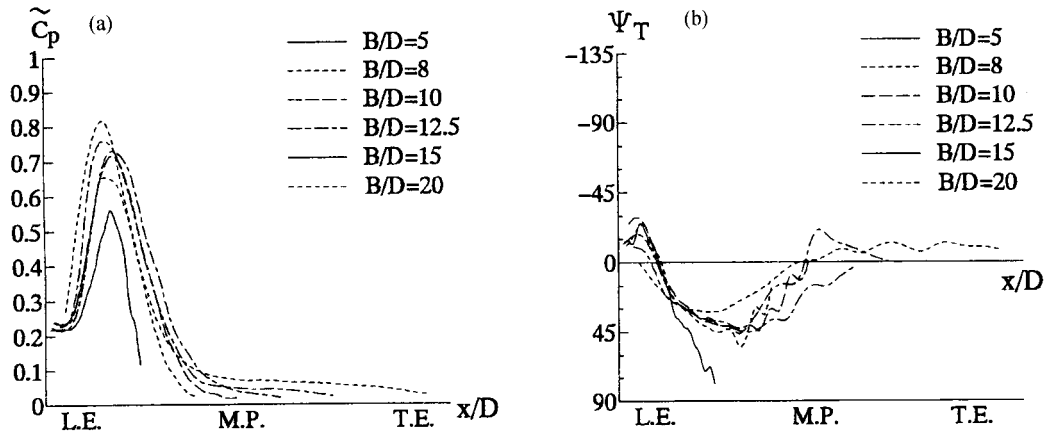 C̃p (a)
B/D=5
B/D=8
B/D=10
B/D=12.5
B/D=15
B/D=20
1
0.9
0.8
0.7
0.6
0.5
0.4
0.3
0.2
0.1
0
L.E. M.P. T.E. x/D
ΨT (b)
B/D=5
B/D=8
B/D=10
B/D=12.5
B/D=15
B/D=20
-135
-90
-45
0
45
90
x/D
L.E. M.P. T.E.